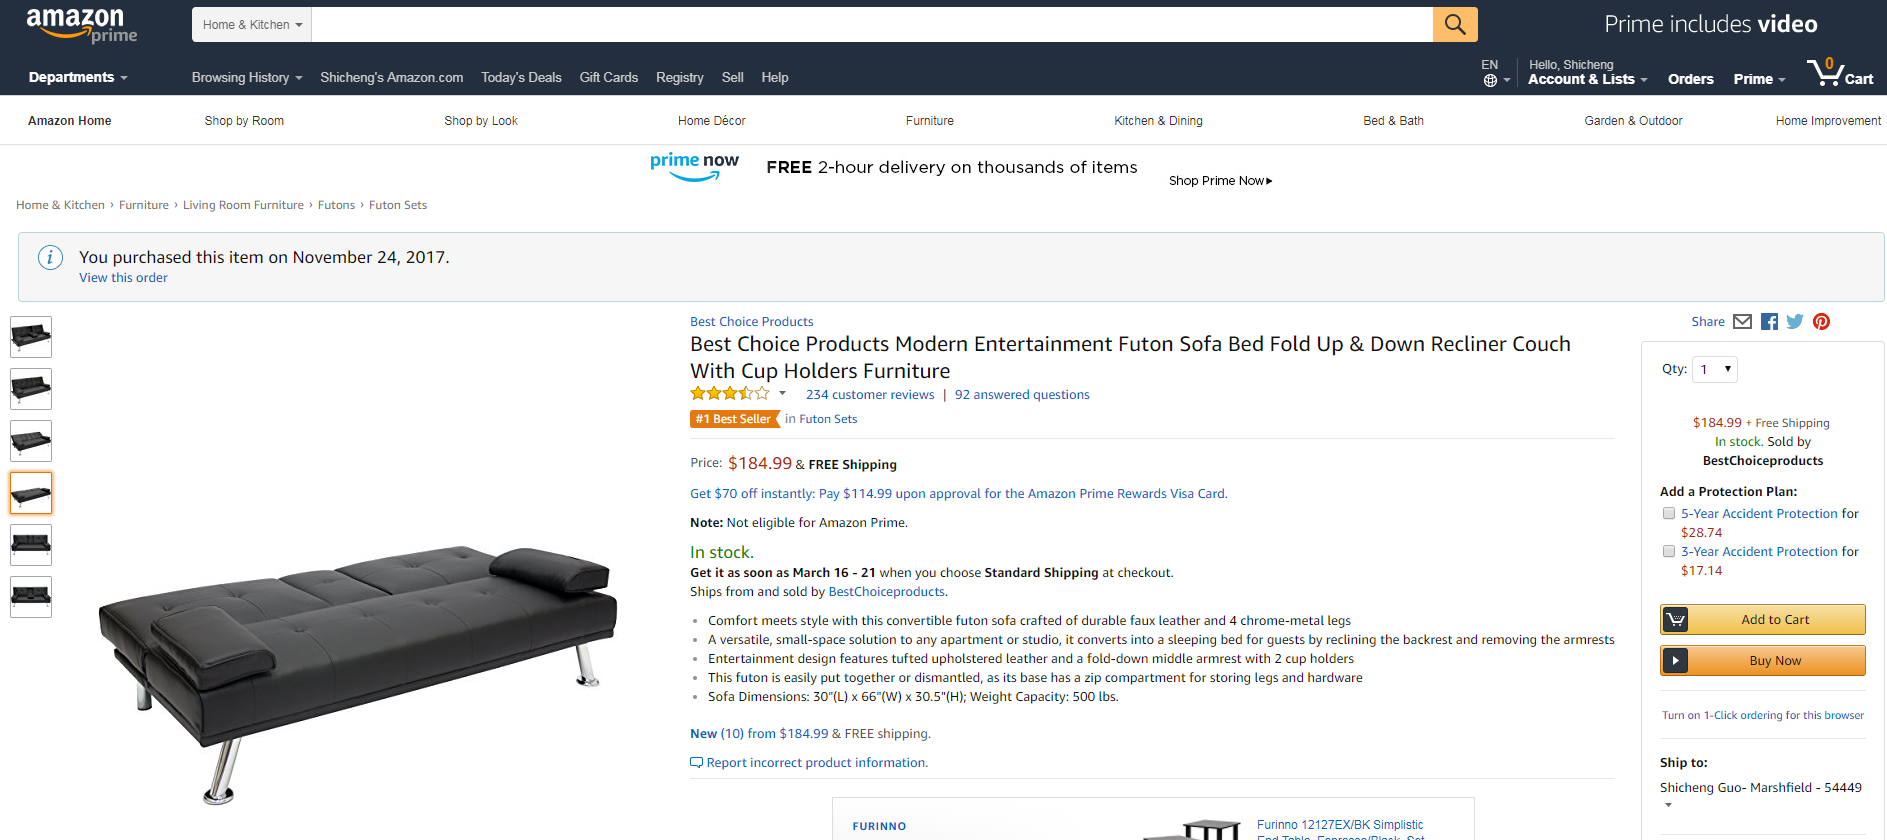 amazon
prime
Home & Kitchen
Prime includes video
Departments
Browsing History
Shicheng's Amazon.com
Today's Deals
Gift Cards
Registry
Sell
Help
EN
Hello, Shicheng
Account & Lists
Orders
Prime
0
Cart
Amazon Home
Shop by Room
Shop by Look
Home Décor
Furniture
Kitchen & Dining
Bed & Bath
Garden & Outdoor
Home Improvement
prime now
FREE 2-hour delivery on thousands of items
Shop Prime Now▸
Home & Kitchen › Furniture › Living Room Furniture › Futons › Futon Sets
i
You purchased this item on November 24, 2017.
View this order
Best Choice Products
Best Choice Products Modern Entertainment Futon Sofa Bed Fold Up & Down Recliner Couch
With Cup Holders Furniture
234 customer reviews | 92 answered questions
#1 Best Seller in Futon Sets
Price: $184.99 & FREE Shipping
Get $70 off instantly: Pay $114.99 upon approval for the Amazon Prime Rewards Visa Card.
Note: Not eligible for Amazon Prime.
In stock.
Get it as soon as March 16 - 21 when you choose Standard Shipping at checkout.
Ships from and sold by BestChoiceproducts.
• Comfort meets style with this convertible futon sofa crafted of durable faux leather and 4 chrome-metal legs
• A versatile, small-space solution to any apartment or studio, it converts into a sleeping bed for guests by reclining the backrest and removing the armrests
• Entertainment design features tufted upholstered leather and a fold-down middle armrest with 2 cup holders
• This futon is easily put together or dismantled, as its base has a zip compartment for storing legs and hardware
• Sofa Dimensions: 30"(L) x 66"(W) x 30.5"(H); Weight Capacity: 500 lbs.
New (10) from $184.99 & FREE shipping.
Report incorrect product information.
FURINNO
Furinno 12127EX/BK Simplistic
Share
Qty: 1
$184.99 + Free Shipping
In stock. Sold by
BestChoiceproducts
Add a Protection Plan:
5-Year Accident Protection for
$28.74
3-Year Accident Protection for
$17.14
Add to Cart
Buy Now
Turn on 1-Click ordering for this browser
Ship to:
Shicheng Guo- Marshfield - 54449